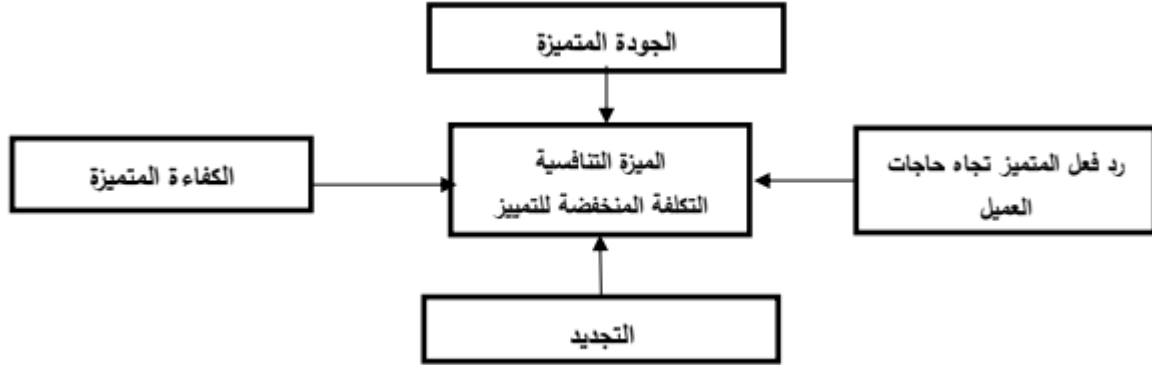 الجودة المتميزة
رد فعل المتميز تجاه حاجات
العميل
الميزة التنافسية
التكلفة المنخفضة للتمييز
الكفاءة المتميزة
التجديد